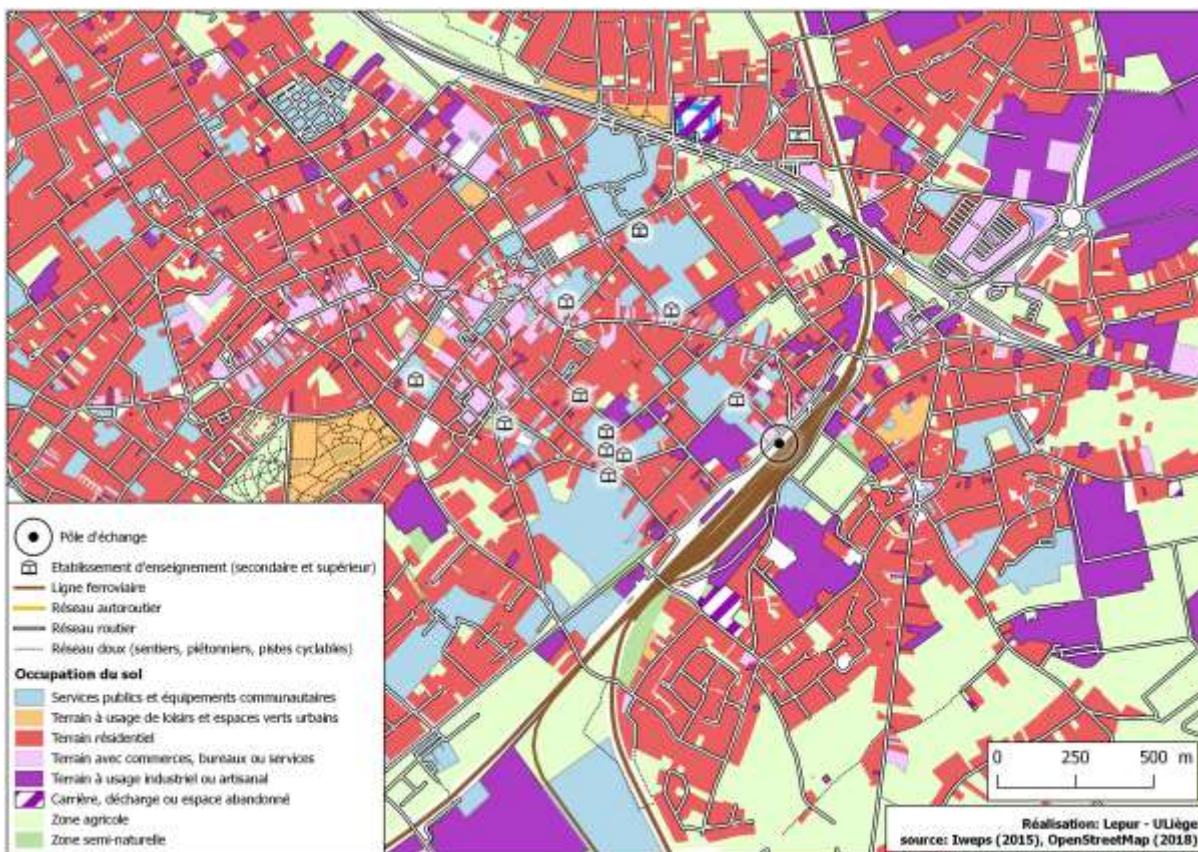 Pôle d'échange
Etablissement d'enseignement (secondaire et supérieur)
Ligne ferroviaire
Réseau autoroutier
Réseau routier
Réseau doux (sentiers, piétonniers, pistes cyclables)
Occupation du sol
Services publics et équipements communautaires
Terrain à usage de loisirs et espaces verts urbains
Terrain résidentiel
Terrain avec commerces, bureaux ou services
Terrain à usage industriel ou artisanal
Carrière, décharge ou espace abandonné
Zone agricole
Zone semi-naturelle
0 250 500 m
Réalisation: Lepur - ULiège
source: Iweps (2015), OpenStreetMap (2018)